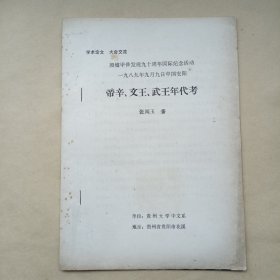 学术论文 大会交流
殷墟甲骨发现九十周年国际纪念活动
一九八九年九月九日中国安阳
帝辛、文王、武王年代考
张闻玉 著
单位：贵州大学中文系
地址：贵州省贵阳市花溪